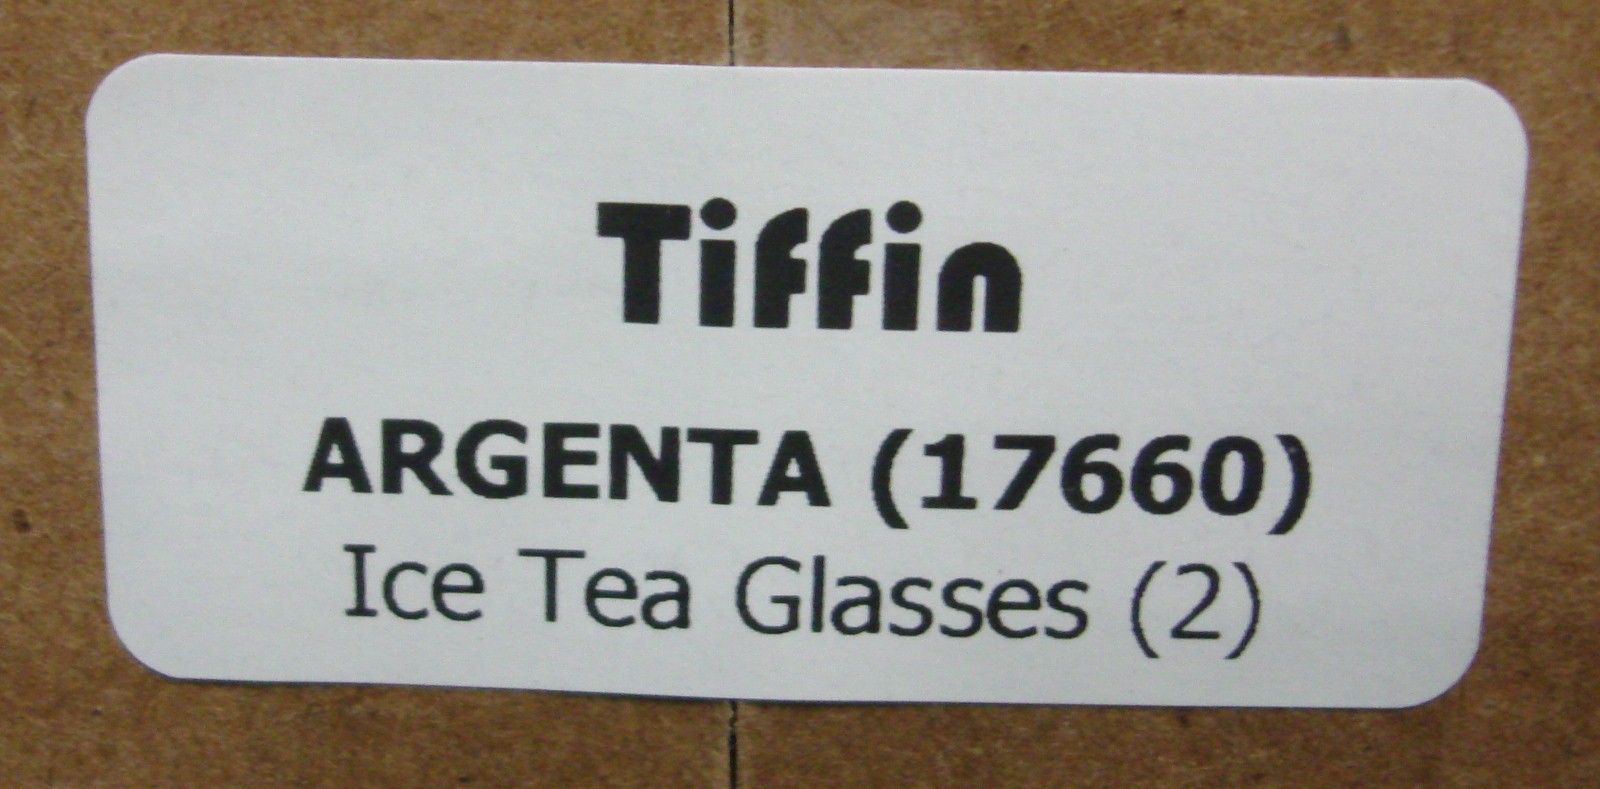 Tiffin
ARGENTA (17660)
Ice Tea Glasses (2)